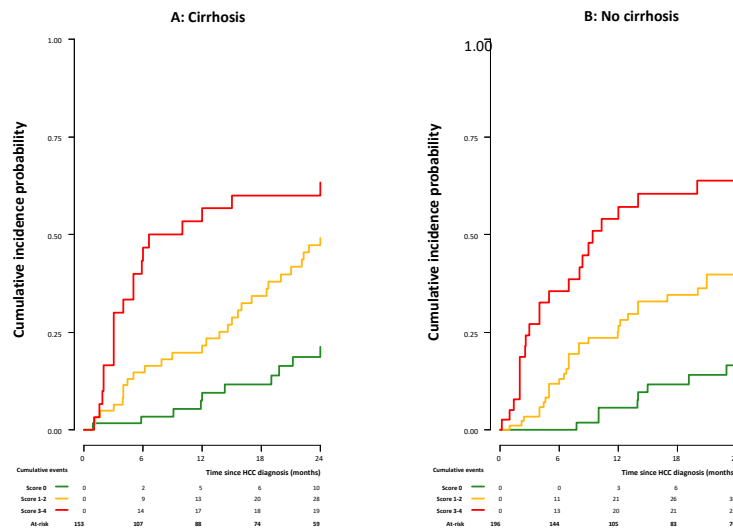 A: Cirrhosis
B: No cirrhosis
Cumulative incidence probability
1.00
0.75
0.50
0.25
0.00
0 6 12 18 24
Time since HCC diagnosis (months)
Cumulative events
Score 0 0 2 5 6 10
Score 1-2 0 9 13 20 28
Score 3-4 0 14 17 18 19
At-risk 153 107 88 74 59
Cumulative incidence probability
1.00
0.75
0.50
0.25
0.00
0 6 12 18 24
Time since HCC diagnosis (months)
Cumulative events
Score 0 0 0 3 6
Score 1-2 0 11 21 26
Score 3-4 0 13 20 21
At-risk 196 144 105 83